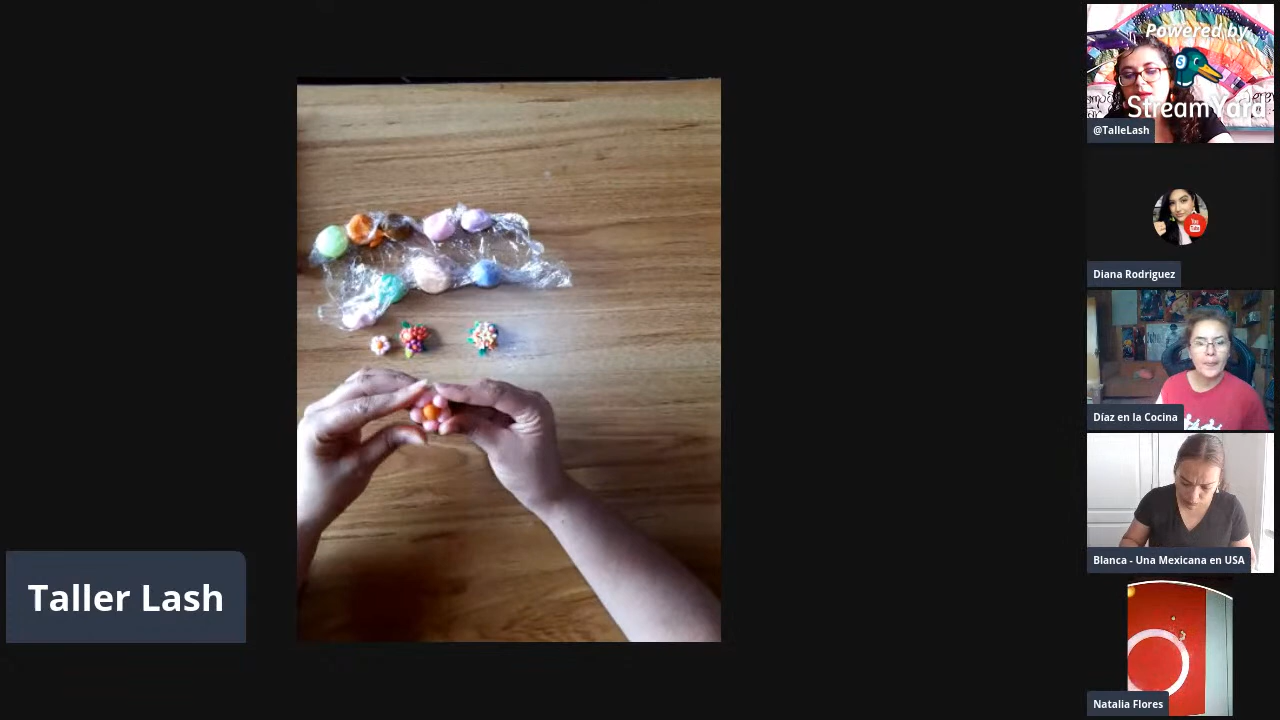 Taller Lash
Powered by
StreamYard
@TalleLash
Diana Rodriguez
Díaz en la Cocina
Blanca - Una Mexicana en USA
Natalia Flores